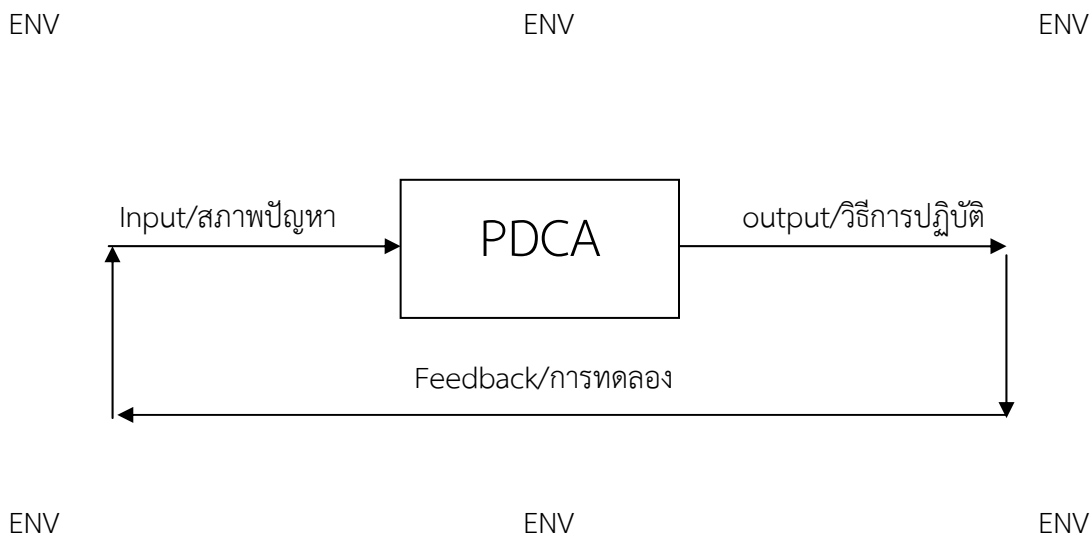 ENV ENV ENV
Input/สภาพปัญหา
PDCA
output/วิธีการปฏิบัติ
Feedback/การทดลอง
ENV ENV ENV